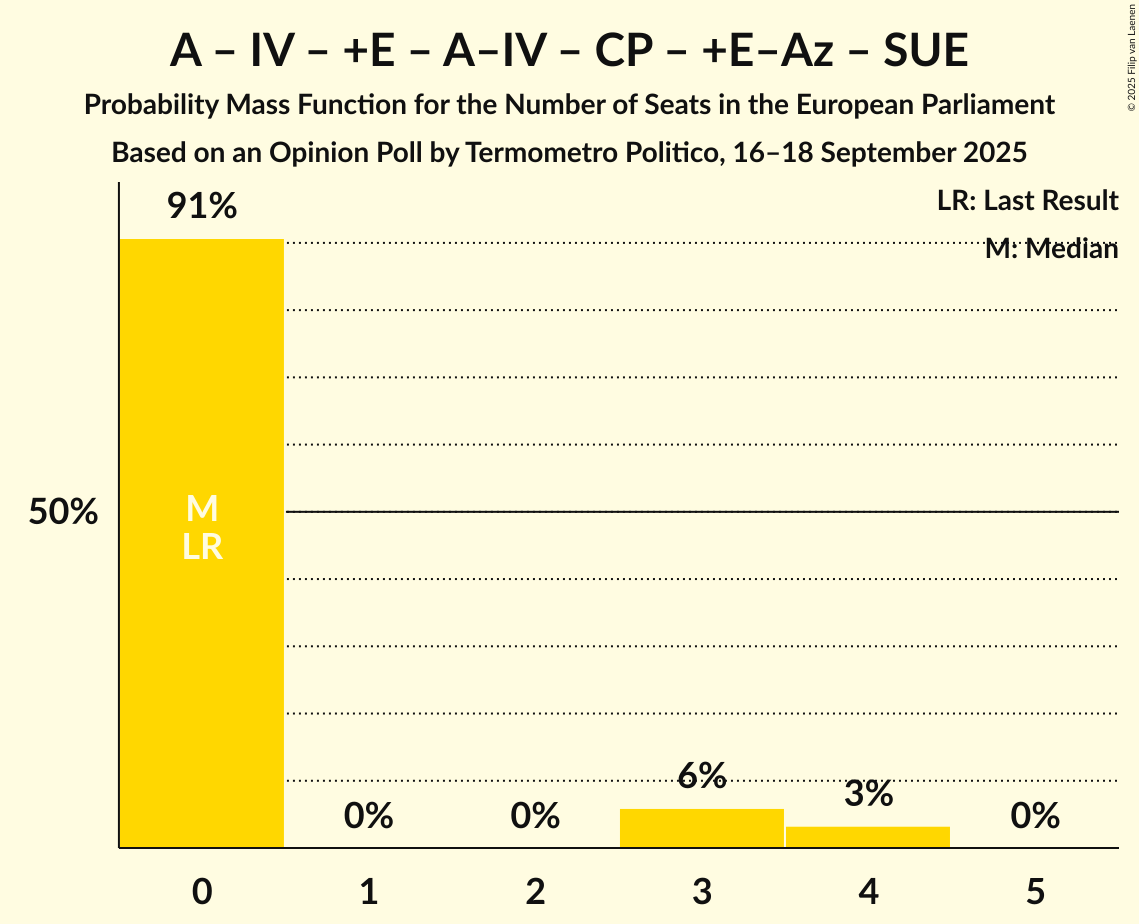 A – IV – +E – A–IV – CP – +E–Az – SUE
Probability Mass Function for the Number of Seats in the European Parliament
Based on an Opinion Poll by Termometro Politico, 16–18 September 2025
© 2025 Filip van Laenen
LR: Last Result
M: Median
91%
50%
M
LR
0%
0%
6%
3%
0%
0
1
2
3
4
5